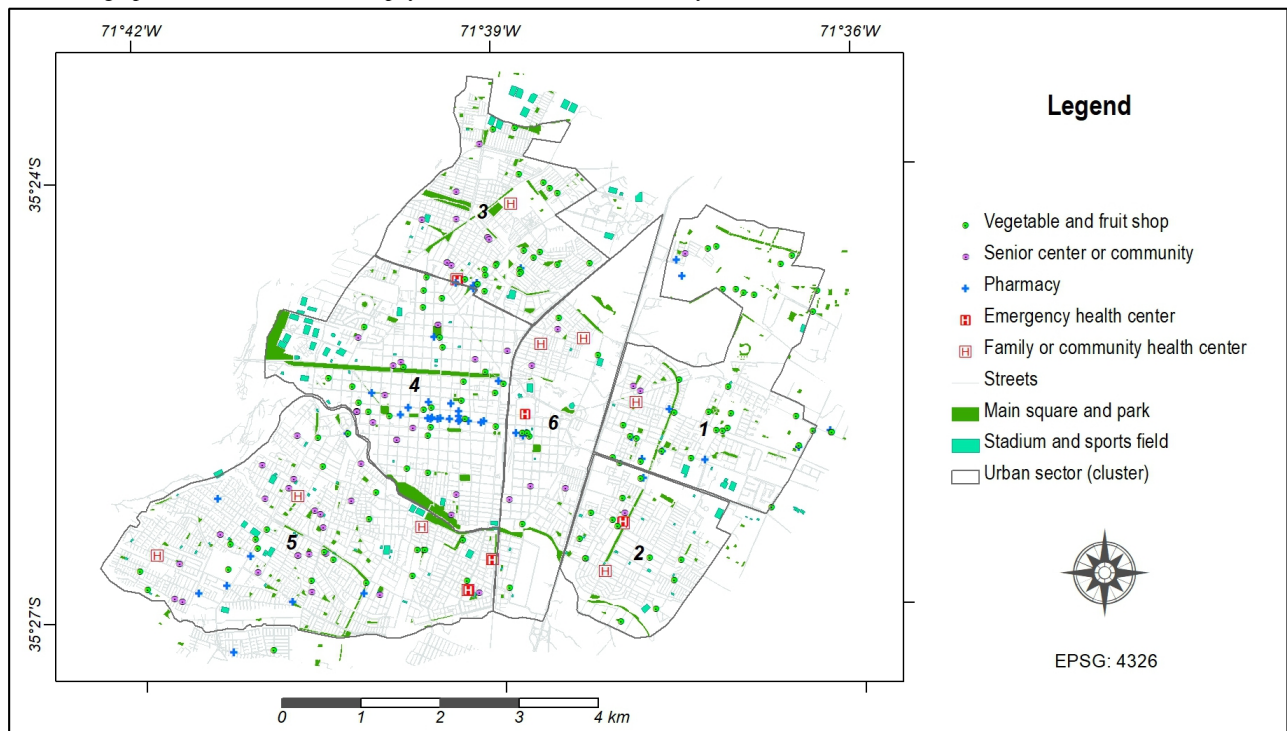 71°42'W 71°39'W 71°36'W
35°24'S
35°27'S
3
4
6
1
5
2
Legend
Vegetable and fruit shop
Senior center or community
Pharmacy
Emergency health center
Family or community health center
Streets
Main square and park
Stadium and sports field
Urban sector (cluster)
EPSG: 4326
0 1 2 3 4 km